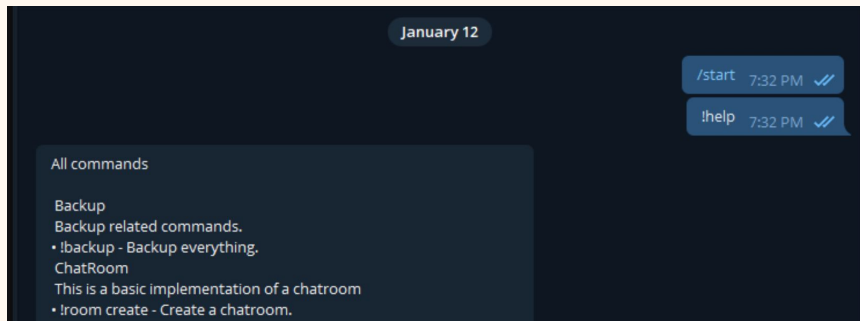 January 12
/start 7:32 PM
!help 7:32 PM
All commands
Backup
Backup related commands.
• !backup - Backup everything.
ChatRoom
This is a basic implementation of a chatroom
• !room create - Create a chatroom.